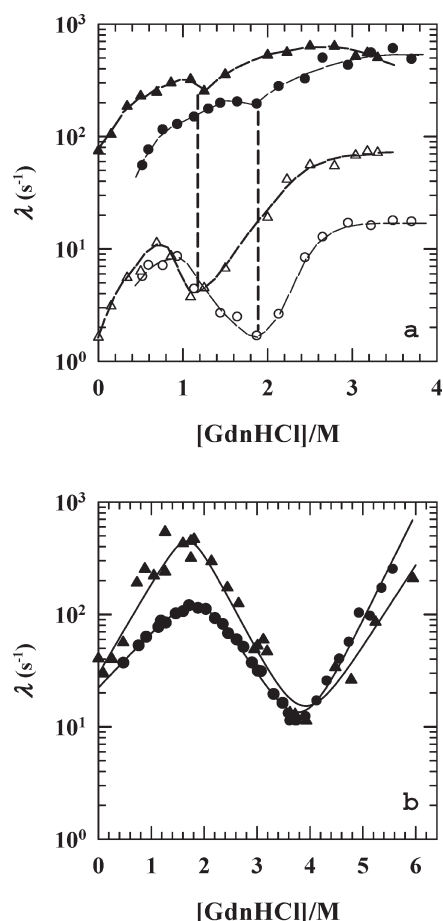 10³
10²
10¹
10⁰
λ (s⁻¹)
0 1 2 3 4
[GdnHCl]/M
a
10³
10²
10¹
10⁰
λ (s⁻¹)
0 1 2 3 4 5 6
[GdnHCl]/M
b